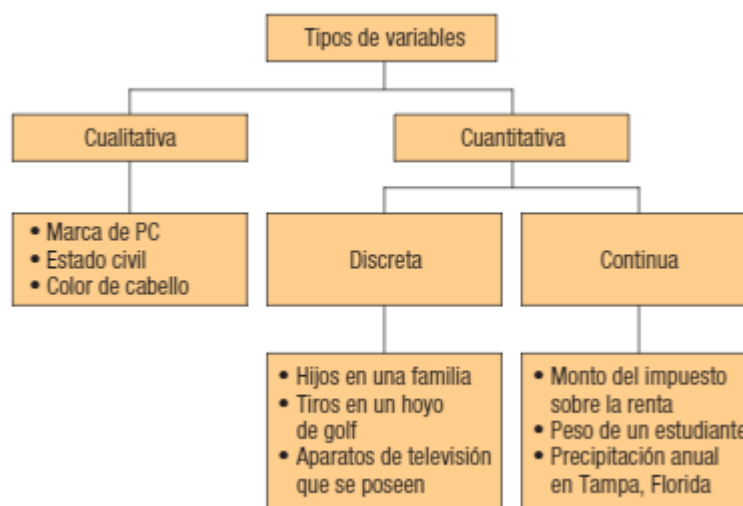 Tipos de variables
Cualitativa
Cuantitativa
• Marca de PC
• Estado civil
• Color de cabello
Discreta
Continua
• Hijos en una familia
• Tiros en un hoyo
de golf
• Aparatos de televisión
que se poseen
• Monto del impuesto
sobre la renta
• Peso de un estudiante
• Precipitación anual
en Tampa, Florida